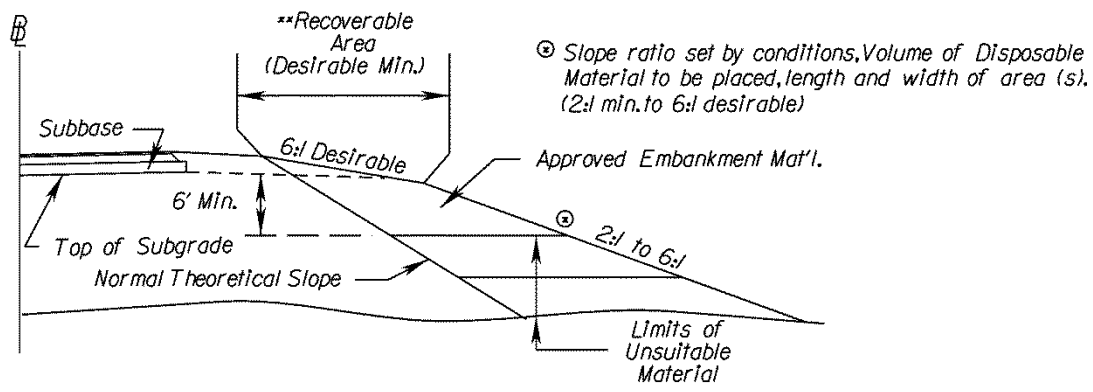 ℄
**Recoverable
Area
(Desirable Min.)
⊛ Slope ratio set by conditions, Volume of Disposable
Material to be placed, length and width of area (s).
(2:1 min. to 6:1 desirable)
Subbase
6:1 Desirable
Approved Embankment Mat'l.
6' Min.
⊛
2:1 to 6:1
Top of Subgrade
Normal Theoretical Slope
Limits of
Unsuitable
Material